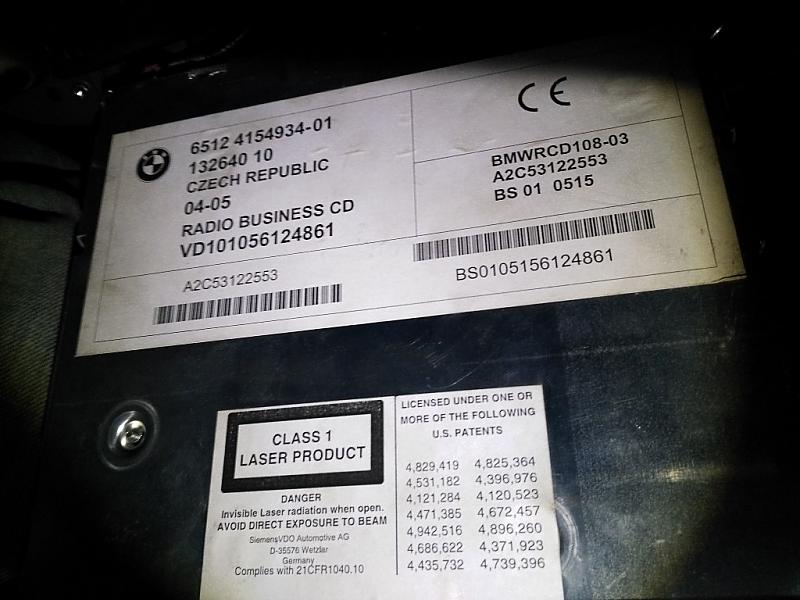 BMW
6512 4154934-01
132640 10
CZECH REPUBLIC
04-05
RADIO BUSINESS CD
VD101056124861
A2C53122553
CE
BMWRCD108-03
A2C53122553
BS 01 0515
BS0105156124861
CLASS 1
LASER PRODUCT
DANGER
Invisible Laser radiation when open.
AVOID DIRECT EXPOSURE TO BEAM
SiemensVDO Automotive AG
D-35576 Wetzlar
Germany
Complies with 21CFR1040.10
LICENSED UNDER ONE OR
MORE OF THE FOLLOWING
U.S. PATENTS
4,829,419 4,825,364
4,531,182 4,396,976
4,121,284 4,120,523
4,471,385 4,672,457
4,942,516 4,896,260
4,686,622 4,371,923
4,435,732 4,739,396